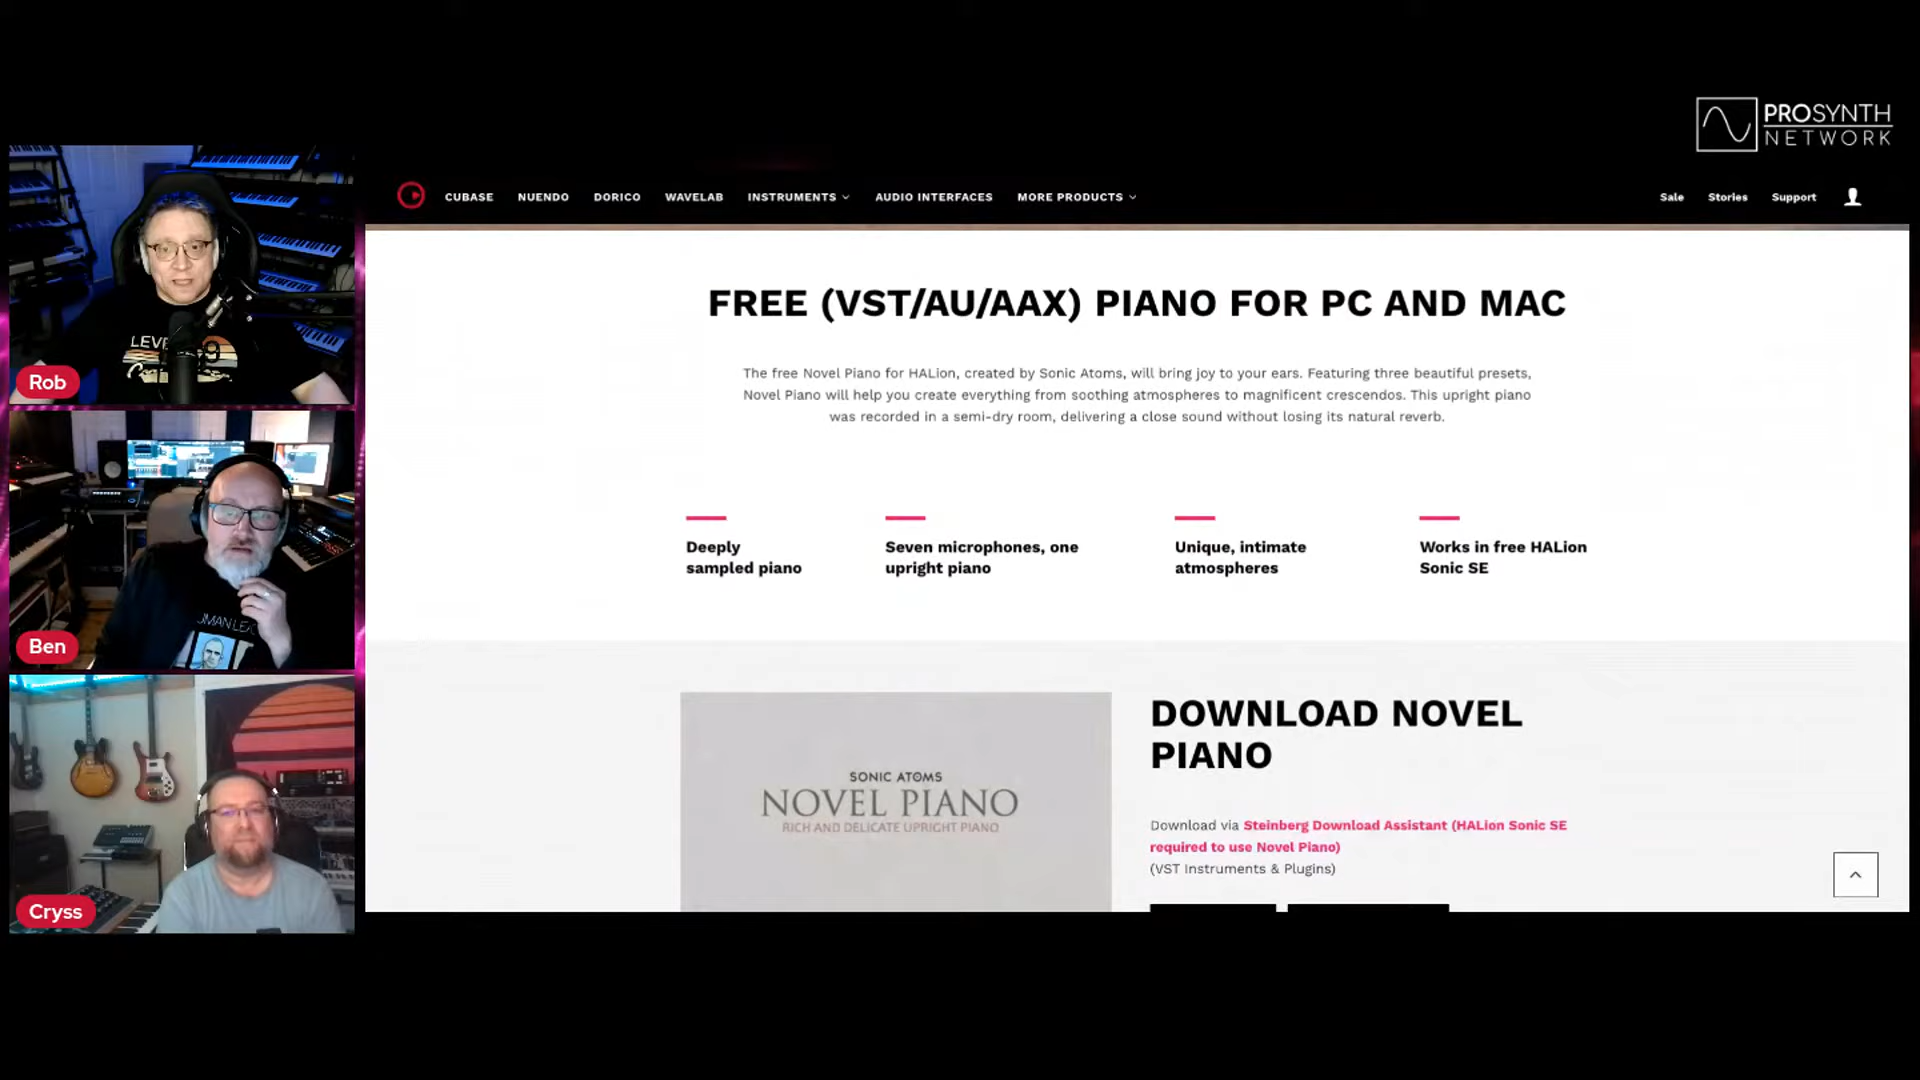 PROSYNTH
NETWORK
CUBASE NUENDO DORICO WAVELAB INSTRUMENTS AUDIO INTERFACES MORE PRODUCTS Sale Stories Support
FREE (VST/AU/AAX) PIANO FOR PC AND MAC
The free Novel Piano for HALion, created by Sonic Atoms, will bring joy to your ears. Featuring three beautiful presets,
Novel Piano will help you create everything from soothing atmospheres to magnificent crescendos. This upright piano
was recorded in a semi-dry room, delivering a close sound without losing its natural reverb.
Deeply
sampled piano
Seven microphones, one
upright piano
Unique, intimate
atmospheres
Works in free HALion
Sonic SE
SONIC ATOMS
NOVEL PIANO
RICH AND DELICATE UPRIGHT PIANO
DOWNLOAD NOVEL
PIANO
Download via Steinberg Download Assistant (HALion Sonic SE
required to use Novel Piano)
(VST Instruments & Plugins)
Rob
Ben
Cryss